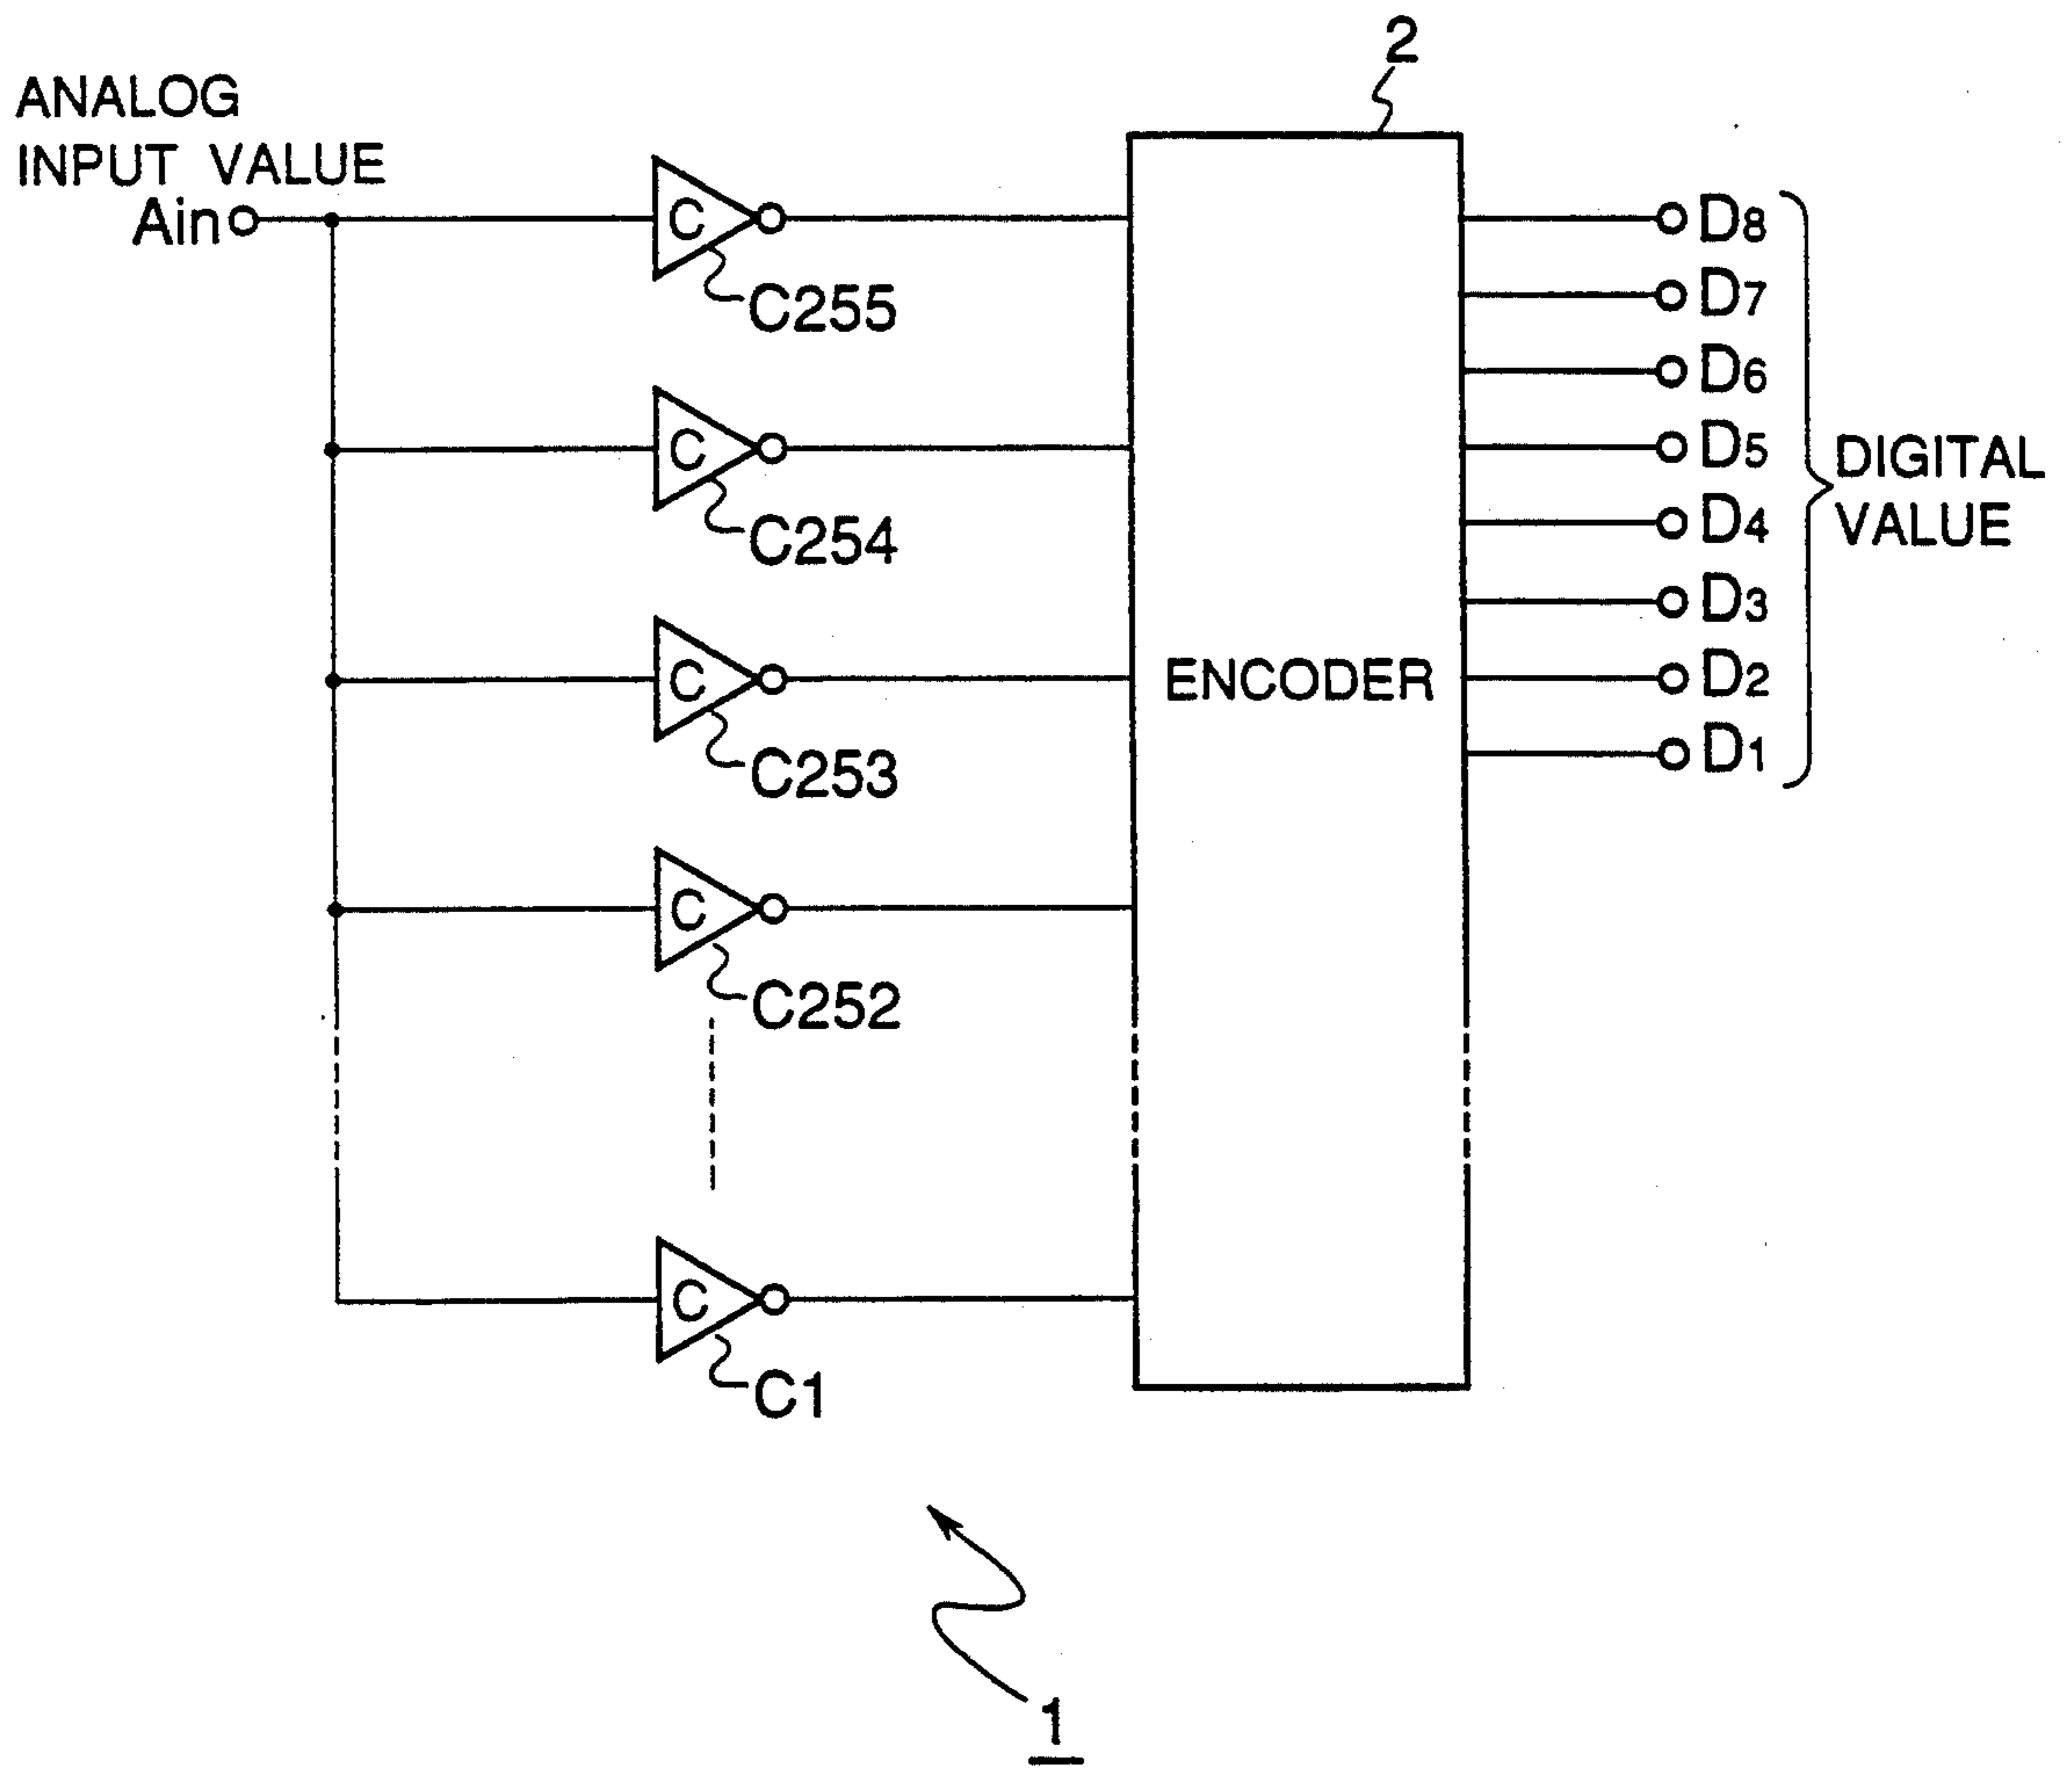 2
ANALOG
INPUT VALUE
Ain
C
C255
C
C254
C
C253
C
C252
C
C1
ENCODER
D8
D7
D6
D5
D4
D3
D2
D1
DIGITAL
VALUE
1